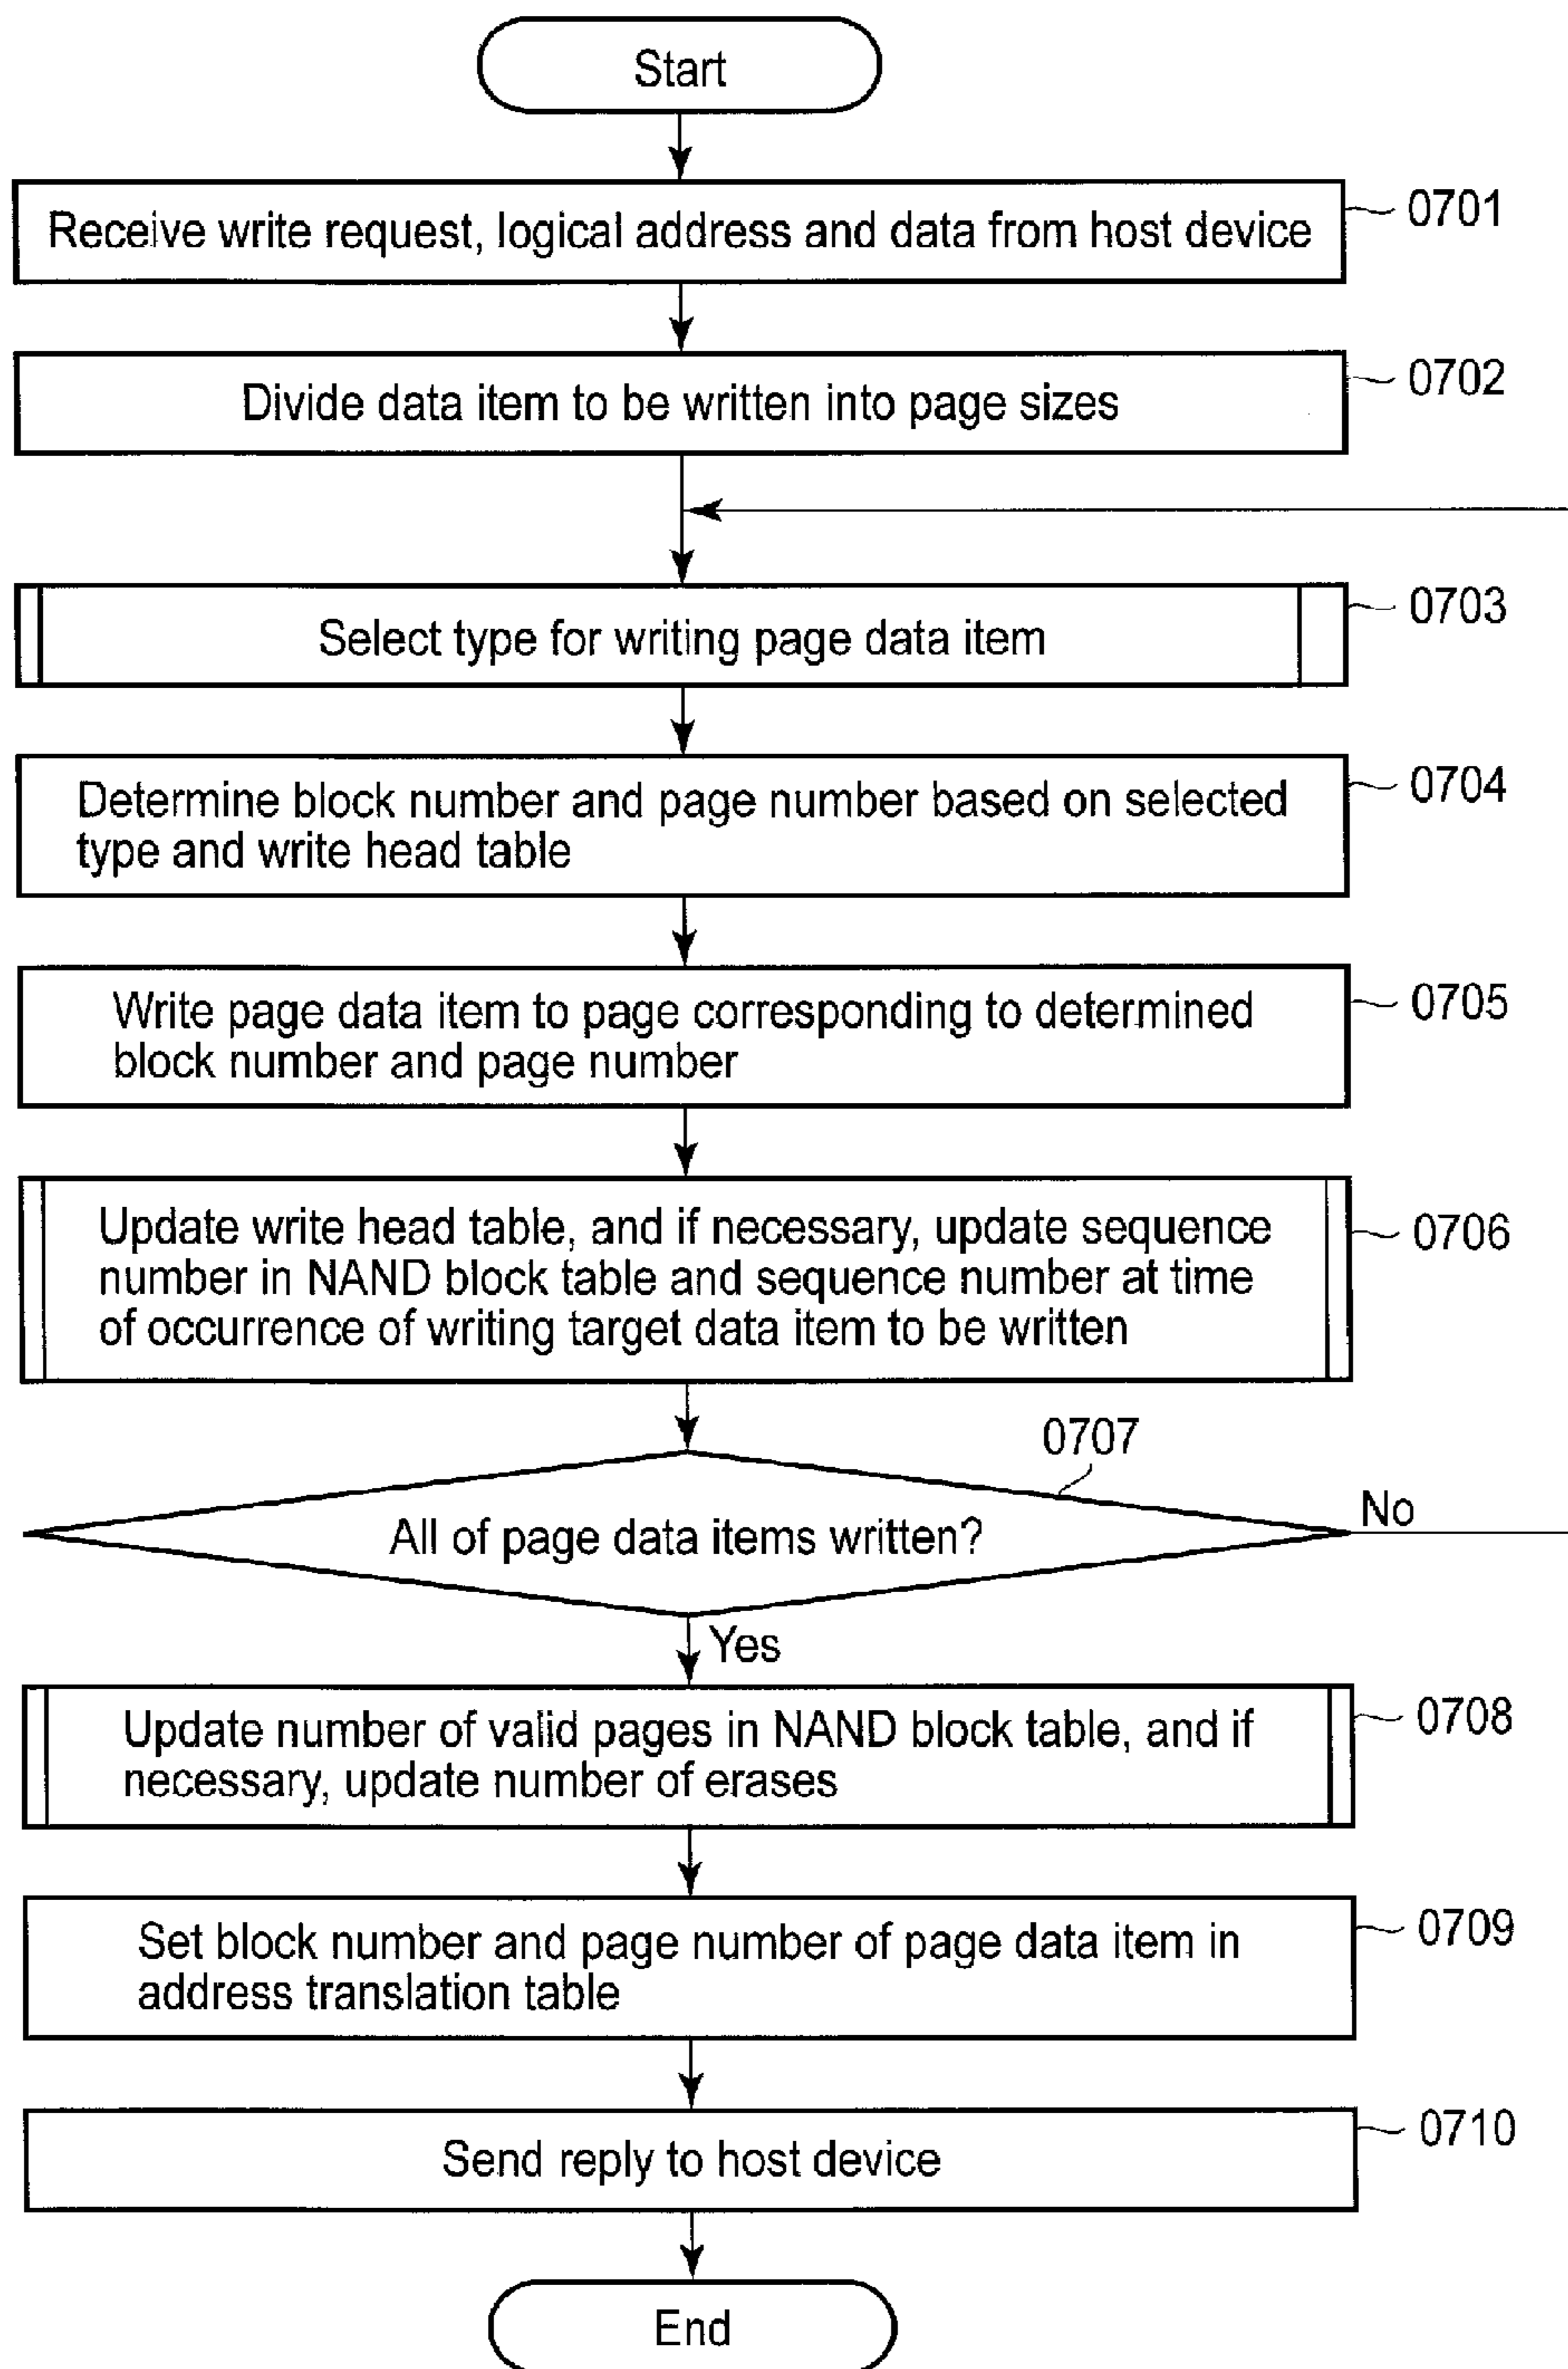 Start
Receive write request, logical address and data from host device
0701
Divide data item to be written into page sizes
0702
Select type for writing page data item
0703
Determine block number and page number based on selected
type and write head table
0704
Write page data item to page corresponding to determined
block number and page number
0705
Update write head table, and if necessary, update sequence
number in NAND block table and sequence number at time
of occurrence of writing target data item to be written
0706
0707
All of page data items written?
No
Yes
Update number of valid pages in NAND block table, and if
necessary, update number of erases
0708
Set block number and page number of page data item in
address translation table
0709
Send reply to host device
0710
End